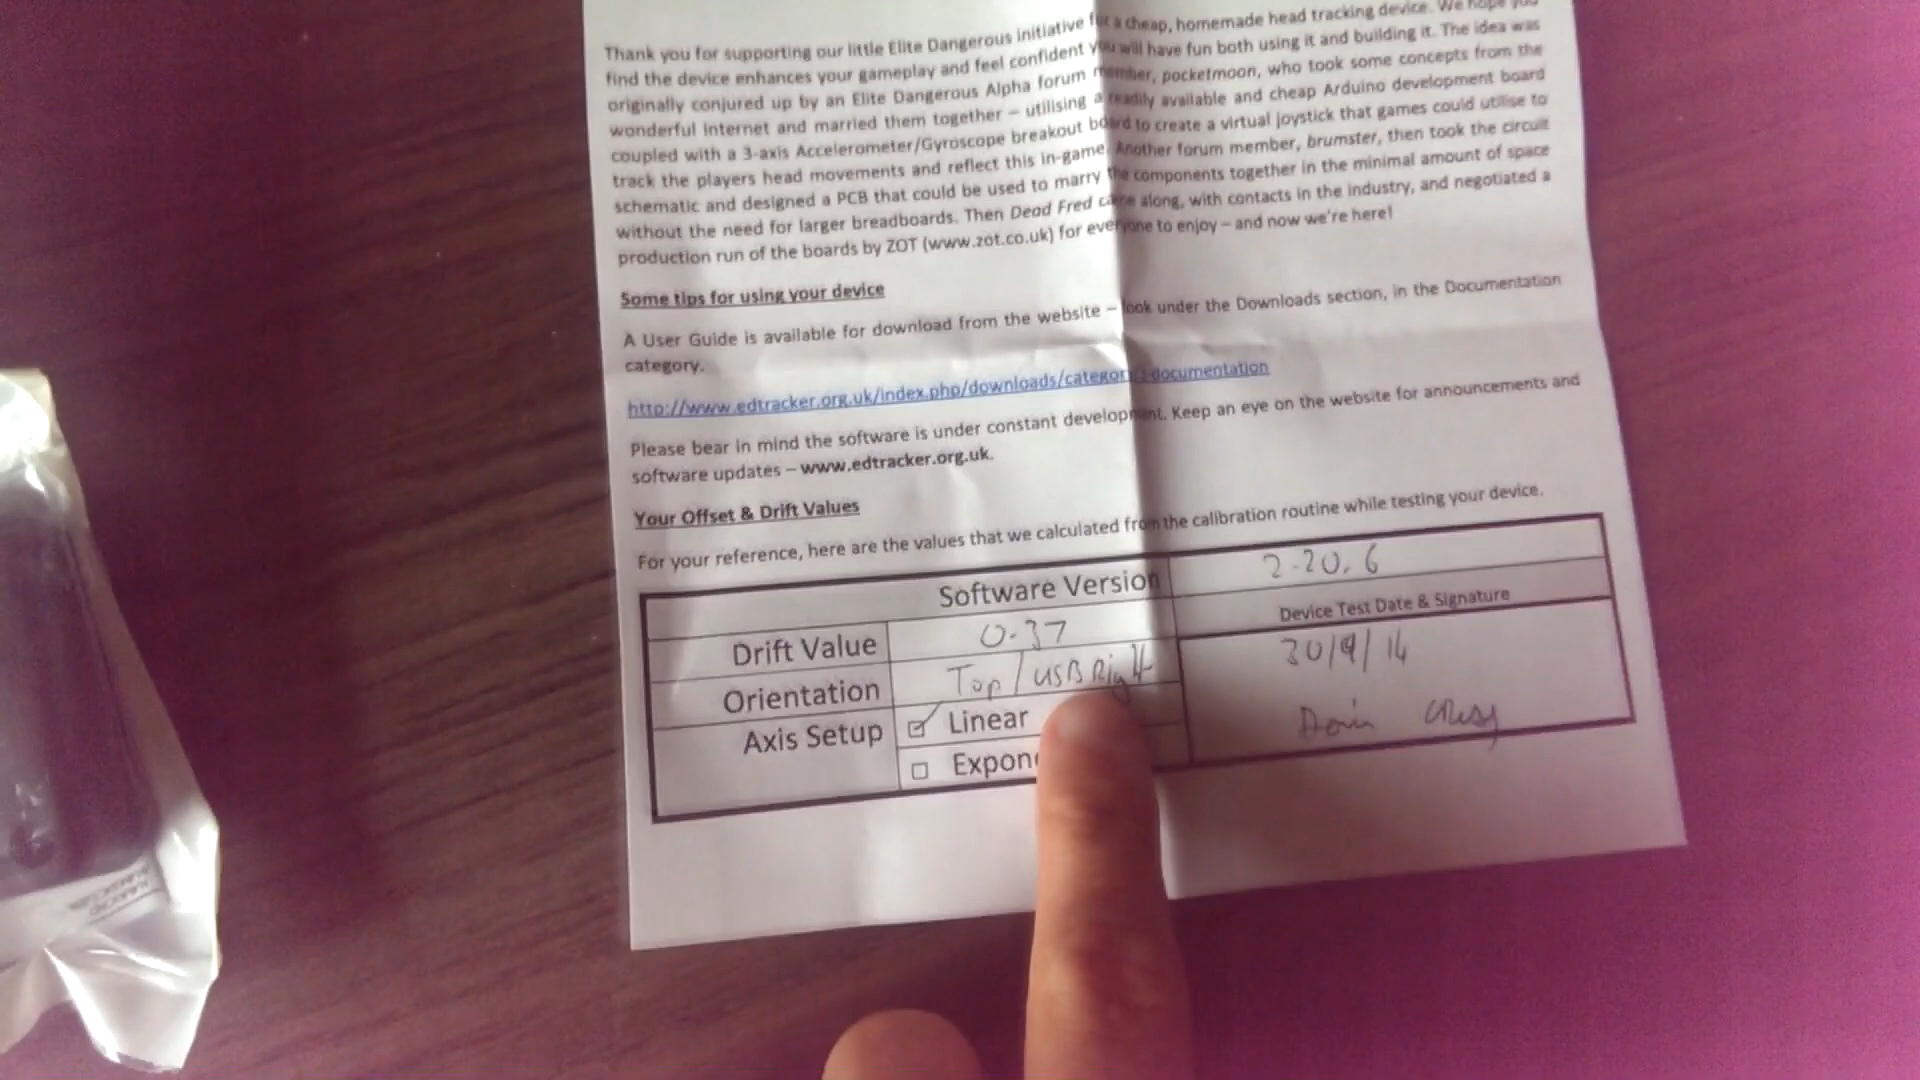 Thank you for supporting our little Elite Dangerous initiative for a cheap, homemade head tracking device. We hope you
find the device enhances your gameplay and feel confident you will have fun both using it and building it. The idea was
originally conjured up by an Elite Dangerous Alpha forum member, pocketmoon, who took some concepts from the
wonderful Internet and married them together – utilising a readily available and cheap Arduino development board
coupled with a 3-axis Accelerometer/Gyroscope breakout board to create a virtual joystick that games could utilise to
track the players head movements and reflect this in-game. Another forum member, brumster, then took the circuit
schematic and designed a PCB that could be used to marry the components together in the minimal amount of space
without the need for larger breadboards. Then Dead Fred came along, with contacts in the industry, and negotiated a
production run of the boards by ZOT (www.zot.co.uk) for everyone to enjoy – and now we're here!
Some tips for using your device
A User Guide is available for download from the website – look under the Downloads section, in the Documentation
category.
http://www.edtracker.org.uk/index.php/downloads/category/ documentation
Please bear in mind the software is under constant development. Keep an eye on the website for announcements and
software updates – www.edtracker.org.uk.
Your Offset & Drift Values
For your reference, here are the values that we calculated from the calibration routine while testing your device.
Software Version 2.20.6
Drift Value 0.37
Device Test Date & Signature
Orientation Top / USB Right
30/9/14
Axis Setup Linear
Expon